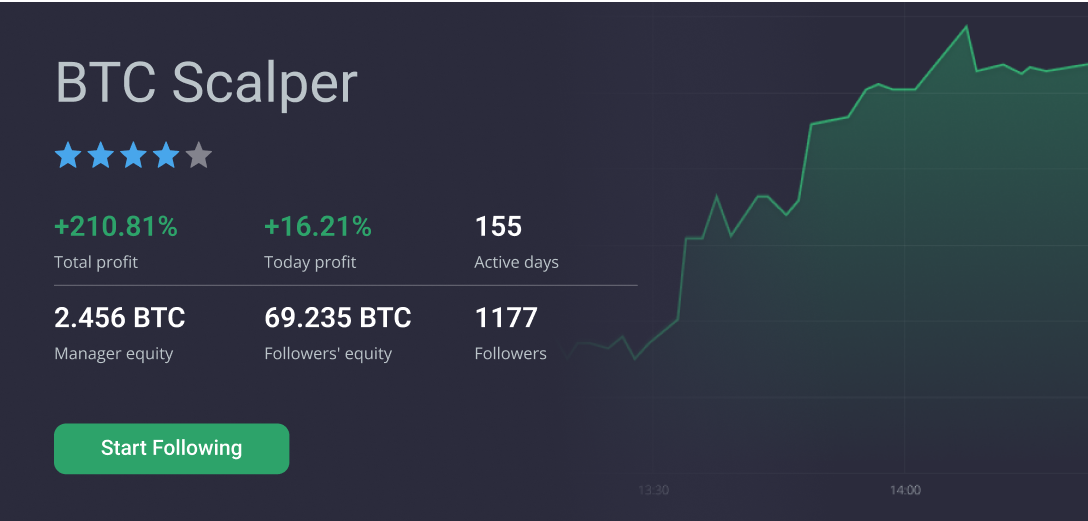 BTC Scalper
+210.81% +16.21% 155
Total profit Today profit Active days
2.456 BTC 69.235 BTC 1177
Manager equity Followers' equity Followers
Start Following
13:30 14:00